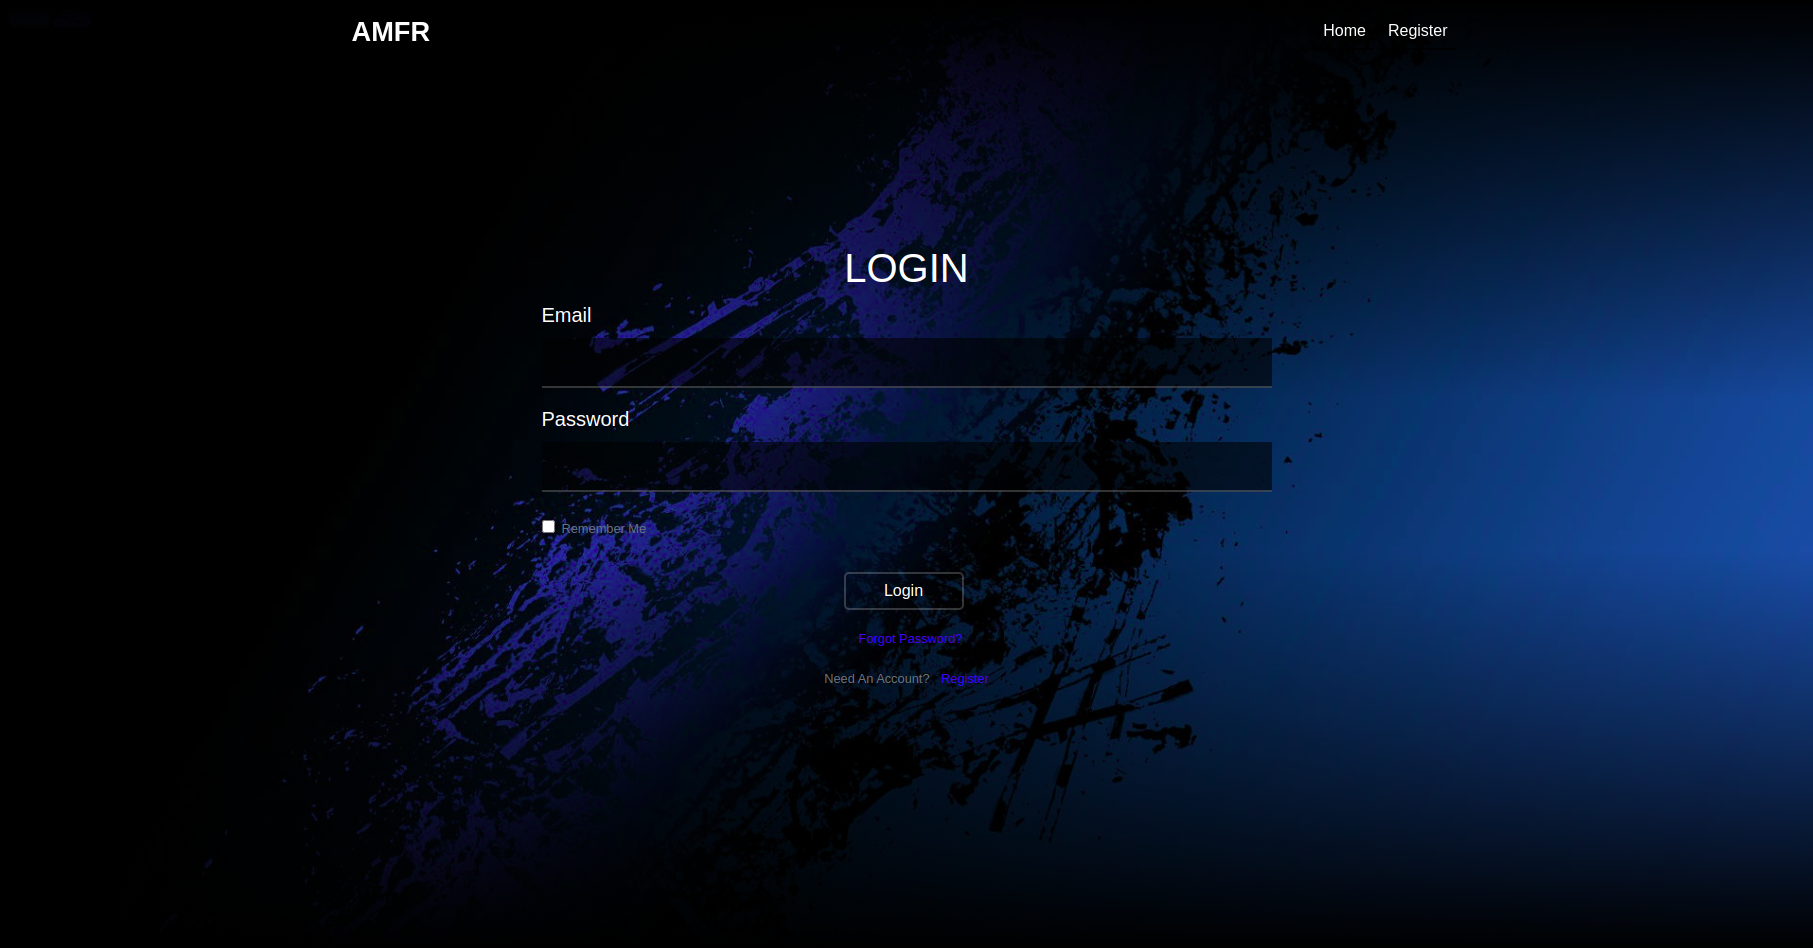 AMFR
Home Register
LOGIN
Email
Password
Remember Me
Login
Forgot Password?
Need An Account? Register